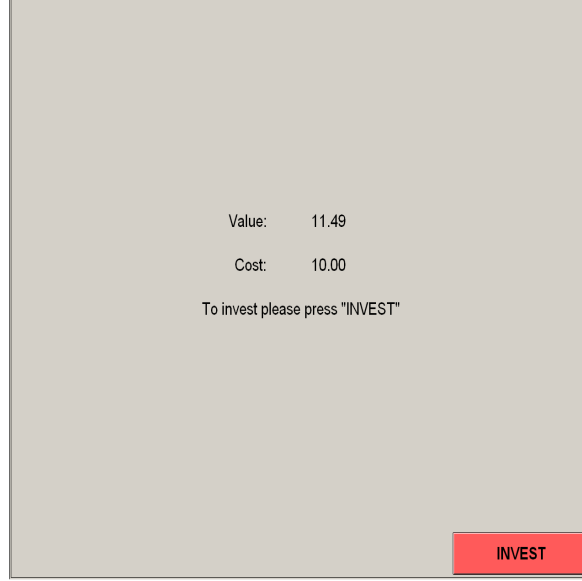 Value: 11.49
Cost: 10.00
To invest please press "INVEST"
INVEST